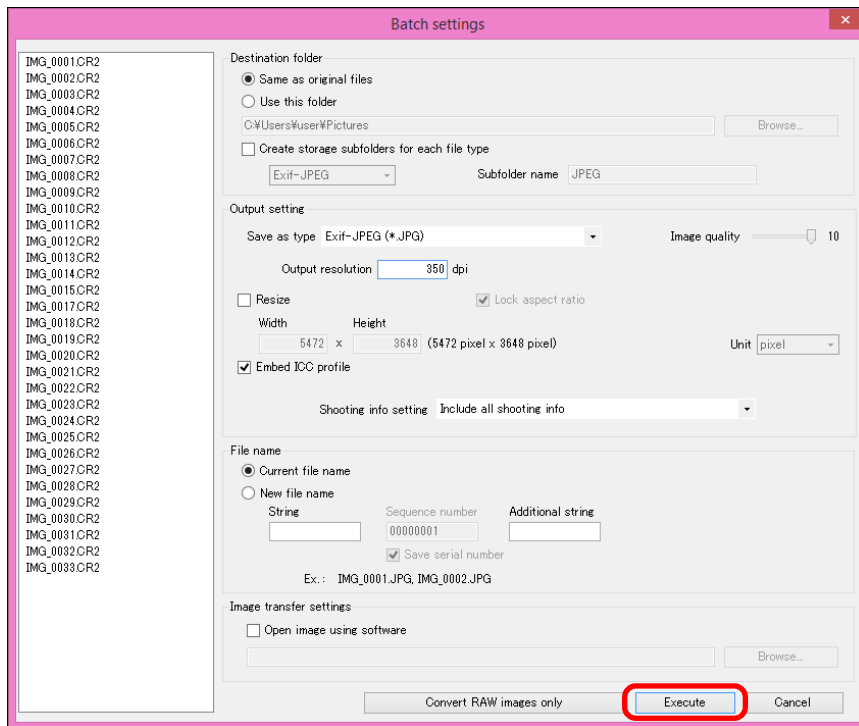 Batch settings
IMG_0001.CR2
IMG_0002.CR2
IMG_0003.CR2
IMG_0004.CR2
IMG_0005.CR2
IMG_0006.CR2
IMG_0007.CR2
IMG_0008.CR2
IMG_0009.CR2
IMG_0010.CR2
IMG_0011.CR2
IMG_0012.CR2
IMG_0013.CR2
IMG_0014.CR2
IMG_0015.CR2
IMG_0017.CR2
IMG_0018.CR2
IMG_0019.CR2
IMG_0020.CR2
IMG_0021.CR2
IMG_0022.CR2
IMG_0023.CR2
IMG_0024.CR2
IMG_0025.CR2
IMG_0026.CR2
IMG_0027.CR2
IMG_0028.CR2
IMG_0029.CR2
IMG_0030.CR2
IMG_0031.CR2
IMG_0032.CR2
IMG_0033.CR2
Destination folder
Same as original files
Use this folder
C:¥Users¥user¥Pictures Browse...
Create storage subfolders for each file type
Exif-JPEG Subfolder name JPEG
Output setting
Save as type Exif-JPEG (*.JPG) Image quality 10
Output resolution 350 dpi
Resize Lock aspect ratio
Width Height
5472 x 3648 (5472 pixel x 3648 pixel) Unit pixel
Embed ICC profile
Shooting info setting Include all shooting info
File name
Current file name
New file name
String Sequence number Additional string
00000001
Save serial number
Ex.: IMG_0001.JPG, IMG_0002.JPG
Image transfer settings
Open image using software
Browse...
Convert RAW images only Execute Cancel